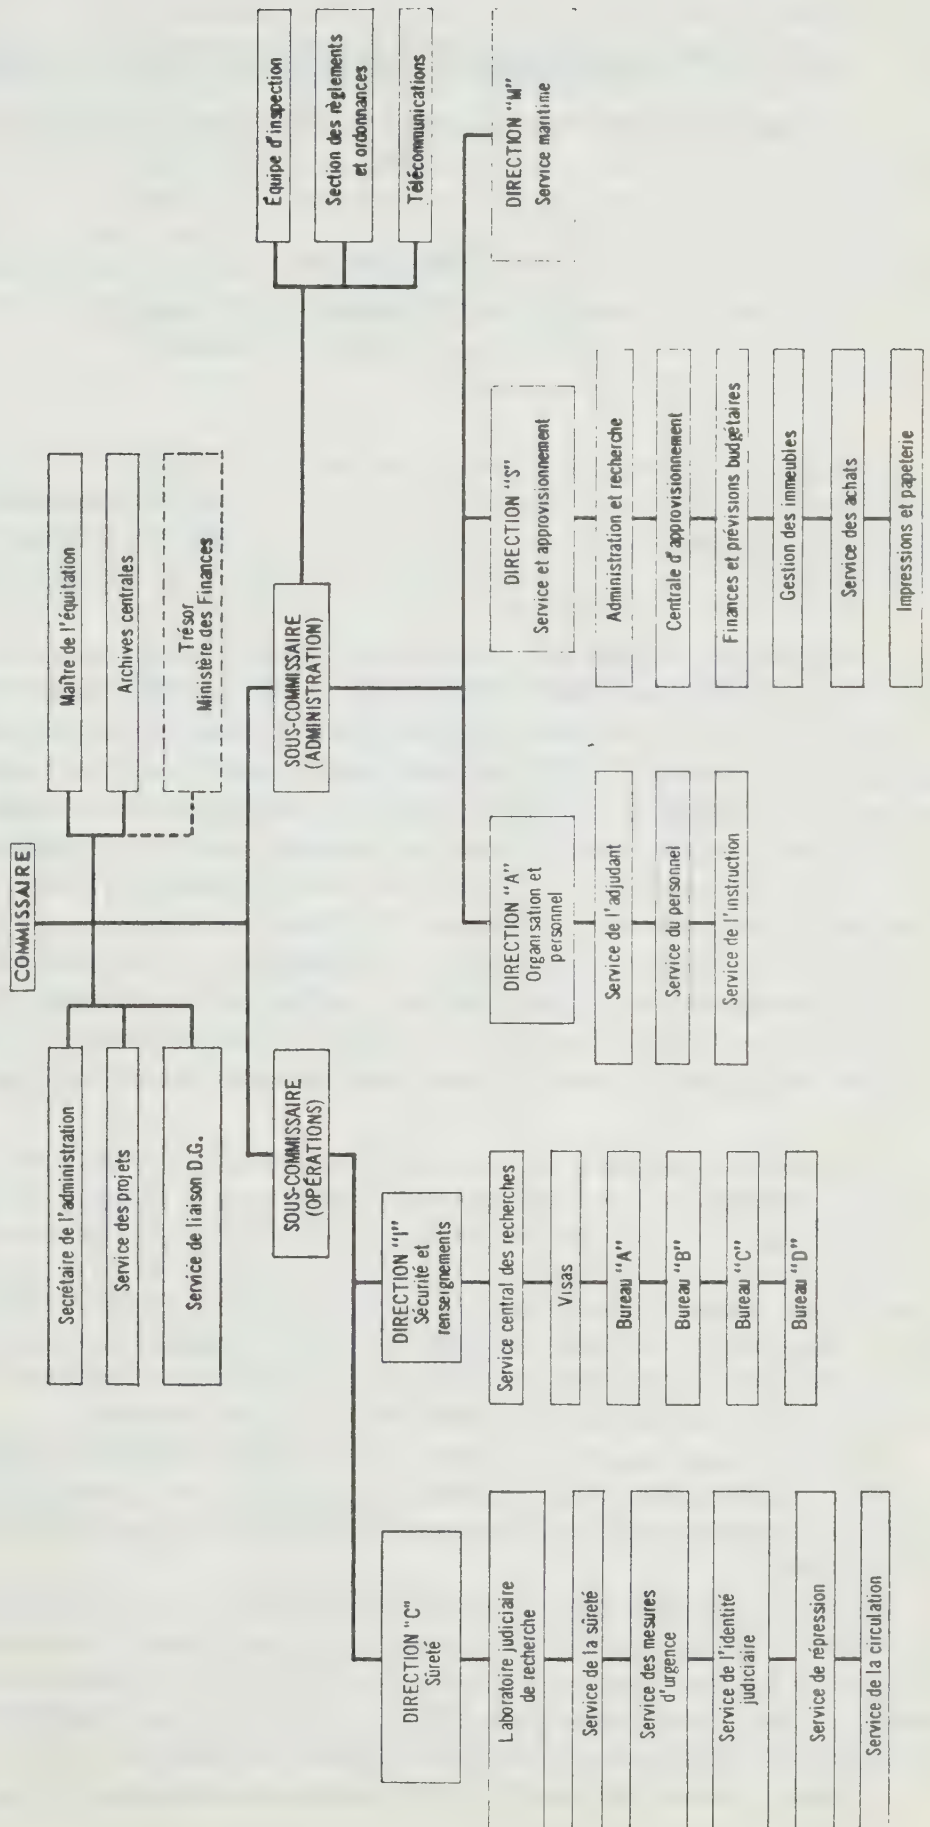 COMMISSAIRE
Secrétaire de l'administration
Service des projets
Service de liaison D.G.
Maître de l'équitation
Archives centrales
Trésor
Ministère des Finances
SOUS-COMMISSAIRE
(OPÉRATIONS)
SOUS-COMMISSAIRE
(ADMINISTRATION)
Équipe d'inspection
Section des règlements
et ordonnances
Télécommunications
DIRECTION "C"
Sûreté
Laboratoire judiciaire
de recherche
Service de la sûreté
Service des mesures
d'urgence
Service de l'identité
judiciaire
Service de répression
Service de la circulation
DIRECTION "I"
Sécurité et
renseignements
Service central des recherches
Visas
Bureau "A"
Bureau "B"
Bureau "C"
Bureau "D"
DIRECTION "A"
Organisation et
personnel
Service de l'adjudant
Service du personnel
Service de l'instruction
DIRECTION "S"
Service et approvisionnement
Administration et recherche
Centrale d'approvisionnement
Finances et prévisions budgétaires
Gestion des immeubles
Service des achats
Impressions et papeterie
DIRECTION "M"
Service maritime